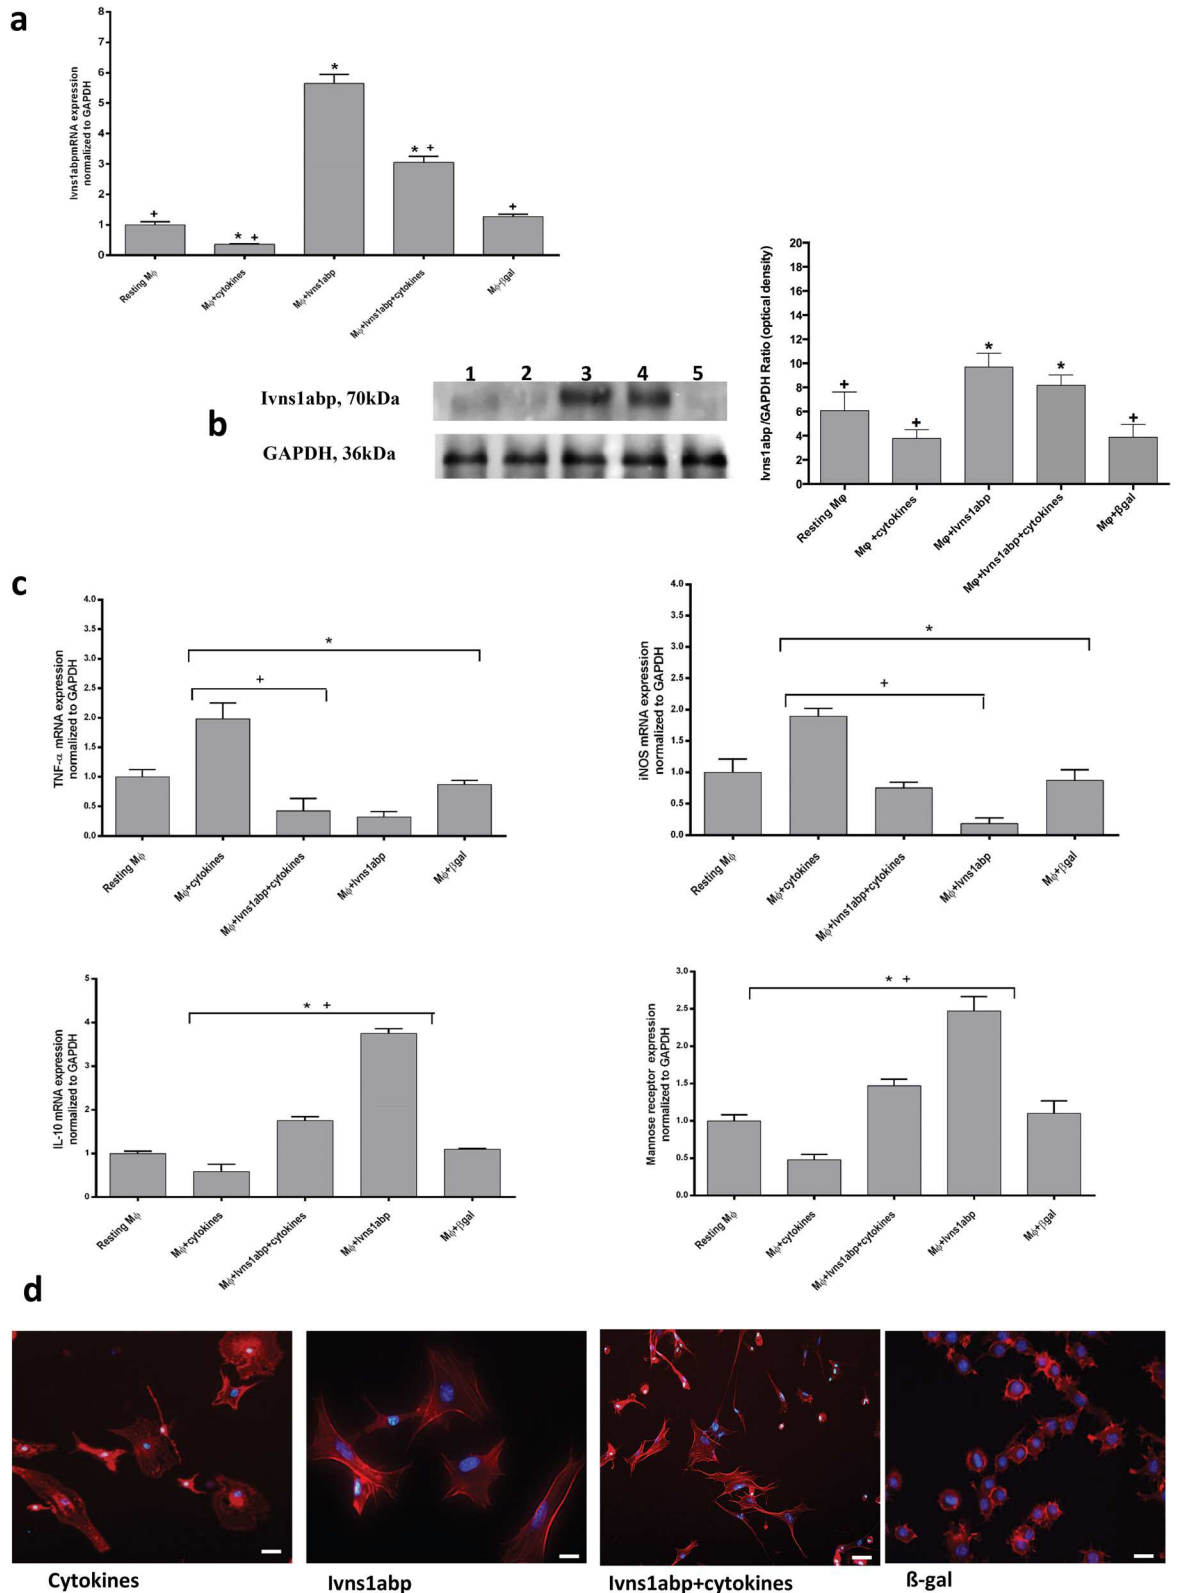 a
8
7
6
5
4
3
2
1
0
Ivns1abpmRNA expression
normalized to GAPDH
+
* +
*
* +
+
Resting Mϕ
Mϕ+cytokines
Mϕ+Ivns1abp
Mϕ+Ivns1abp+cytokines
Mϕ-βgal
b
1 2 3 4 5
Ivns1abp, 70kDa
GAPDH, 36kDa
20
18
16
14
12
10
8
6
4
2
0
Ivns1abp/GAPDH Ratio (optical density)
+
+
*
*
+
Resting Mφ
Mφ +cytokines
Mφ+Ivns1abp
Mφ+Ivns1abp+cytokines
Mφ+βgal
c
4.0
3.5
3.0
2.5
2.0
1.5
1.0
0.5
0.0
TNF-α mRNA expression
normalized to GAPDH
*
+
Resting Mϕ
Mϕ+cytokines
Mϕ+Ivns1abp+cytokines
Mϕ+Ivns1abp
Mϕ+βgal
4.0
3.5
3.0
2.5
2.0
1.5
1.0
0.5
0.0
iNOS mRNA expression
normalized to GAPDH
*
+
Resting Mϕ
Mϕ+cytokines
Mϕ+Ivns1abp+cytokines
Mϕ+Ivns1abp
Mϕ+βgal
5
4
2
1
0
IL-10 mRNA expression
normalized to GAPDH
* +
Resting Mϕ
Mϕ+cytokines
Mϕ+Ivns1abp+cytokines
Mϕ+Ivns1abp
Mϕ+βgal
3.0
2.5
2.0
1.5
1.0
0.5
0.0
Mannose receptor expression
normalized to GAPDH
* +
Resting Mϕ
Mϕ+cytokines
Mϕ+Ivns1abp+cytokines
Mϕ+Ivns1abp
Mϕ+βgal
d
Cytokines
Ivns1abp
Ivns1abp+cytokines
ß-gal